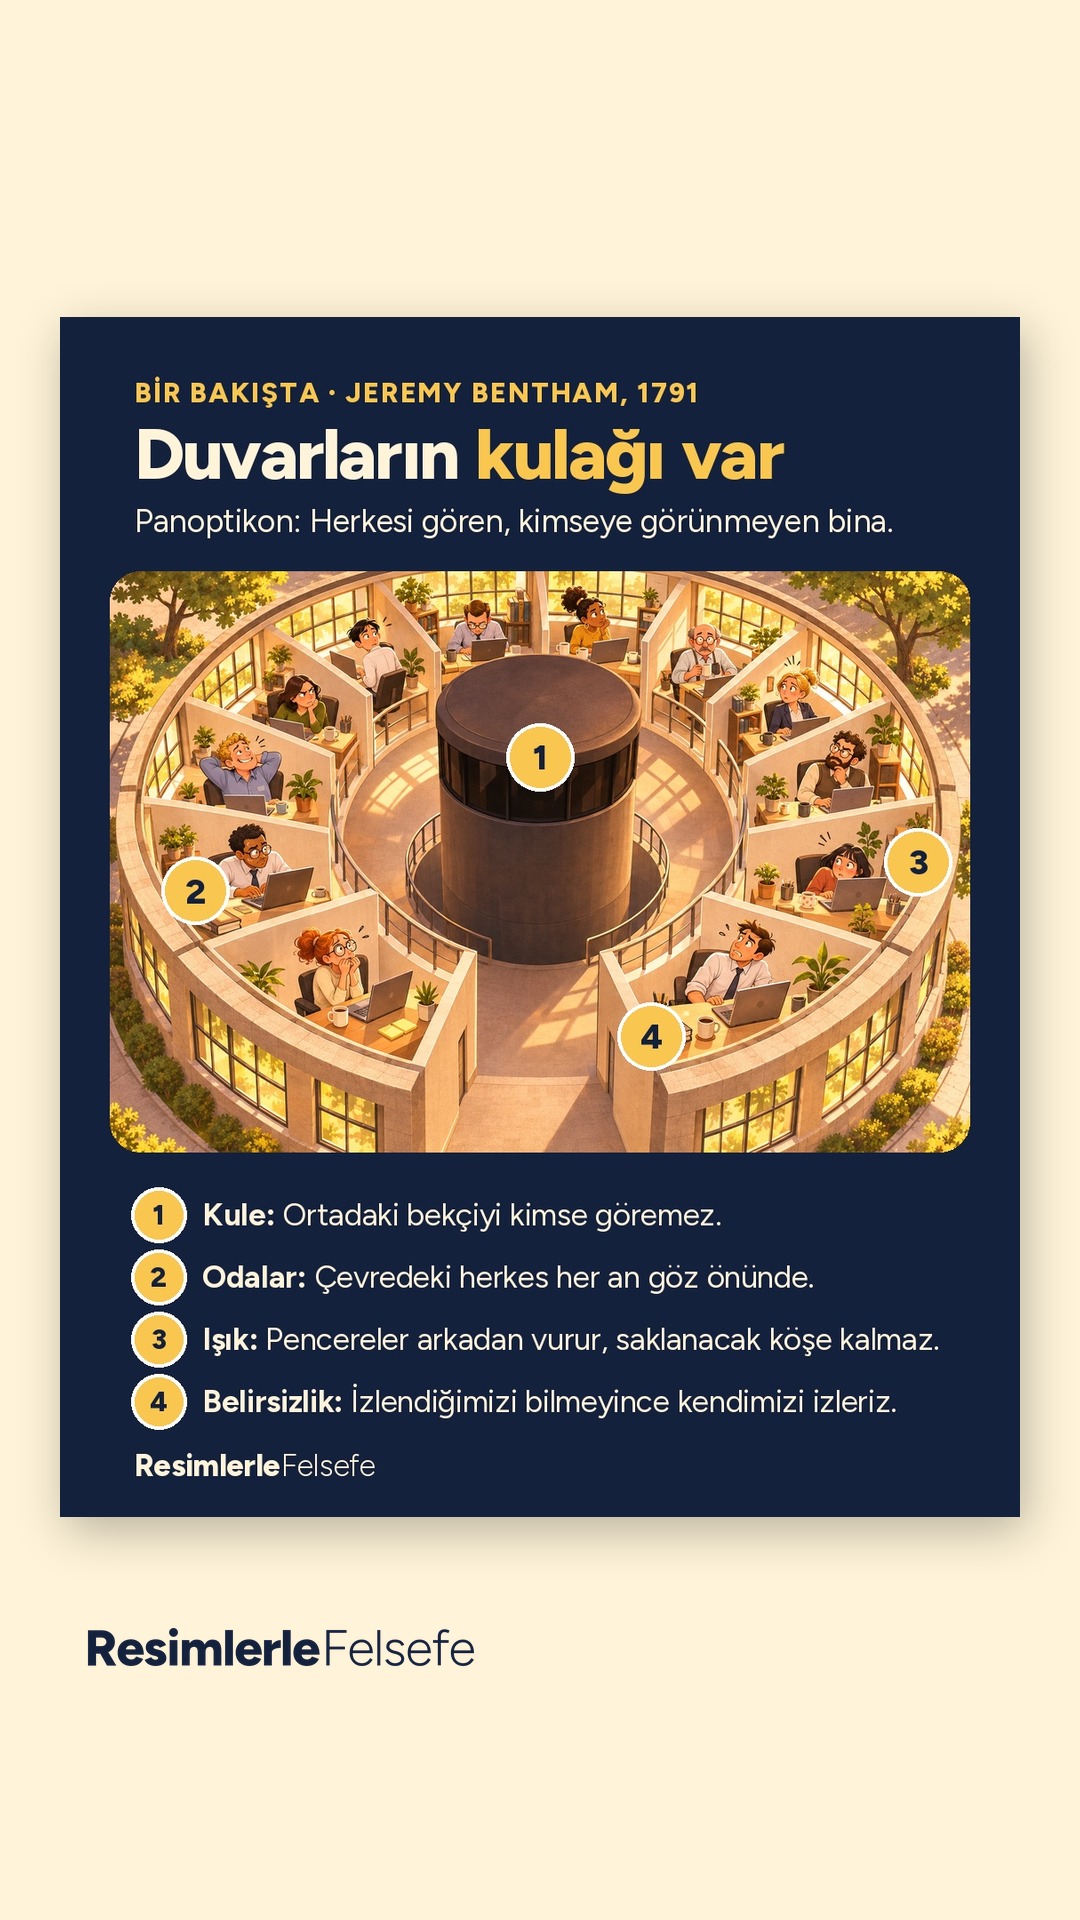 BİR BAKIŞTA · JEREMY BENTHAM, 1791
Duvarların kulağı var
Panoptikon: Herkesi gören, kimseye görünmeyen bina.
1
2
3
4
1 Kule: Ortadaki bekçiyi kimse göremez.
2 Odalar: Çevredeki herkes her an göz önünde.
3 Işık: Pencereler arkadan vurur, saklanacak köşe kalmaz.
4 Belirsizlik: İzlendiğimizi bilmeyince kendimizi izleriz.
ResimlerleFelsefe
ResimlerleFelsefe